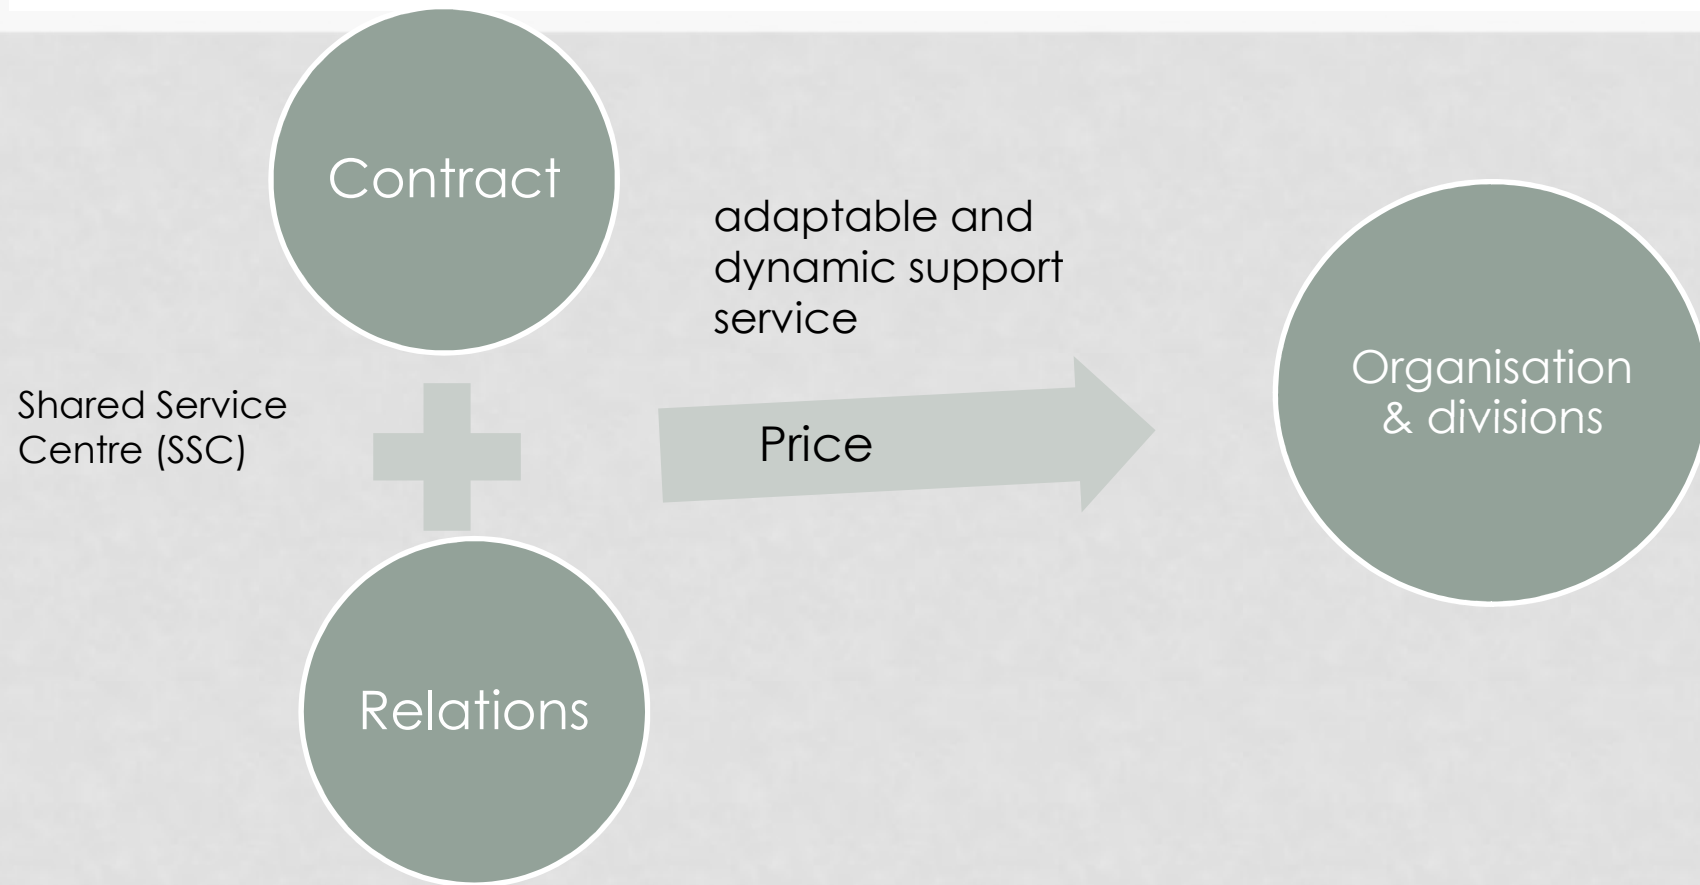 Contract
adaptable and
dynamic support
service
Shared Service
Centre (SSC)
Price
Organisation
& divisions
Relations